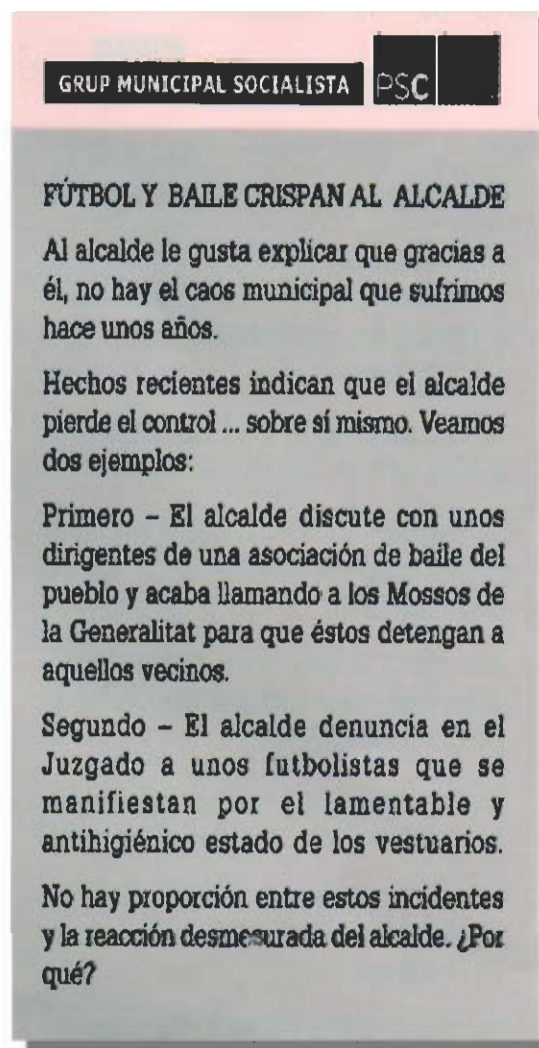 GRUP MUNICIPAL SOCIALISTA
PSC
FÚTBOL Y BAILE CRISPAN AL ALCALDE
Al alcalde le gusta explicar que gracias a
él, no hay el caos municipal que sufrimos
hace unos años.
Hechos recientes indican que el alcalde
pierde el control ... sobre sí mismo. Veamos
dos ejemplos:
Primero – El alcalde discute con unos
dirigentes de una asociación de baile del
pueblo y acaba llamando a los Mossos de
la Generalitat para que éstos detengan a
aquellos vecinos.
Segundo – El alcalde denuncia en el
Juzgado a unos futbolistas que se
manifiestan por el lamentable y
antihigiénico estado de los vestuarios.
No hay proporción entre estos incidentes
y la reacción desmesurada del alcalde. ¿Por
qué?